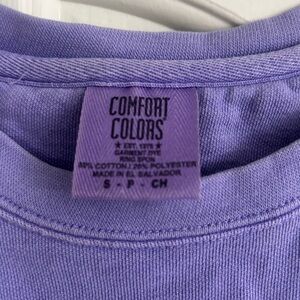 COMFORT
COLORS
★ EST. 1975 ★
GARMENT DYE
RING SPUN
80% COTTON / 20% POLYESTER
MADE IN EL SALVADOR
S - P - CH